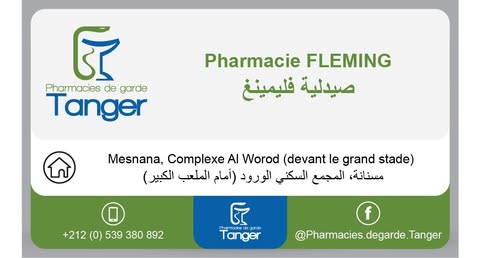 Pharmacies de garde
Tanger
Pharmacie FLEMING
صيدلية فليمينغ
Mesnana, Complexe Al Worod (devant le grand stade)
مسنانة، المجمع السكني الورود (أمام الملعب الكبير)
+212 (0) 539 380 892
Pharmacies de garde
Tanger
@Pharmacies.degarde.Tanger